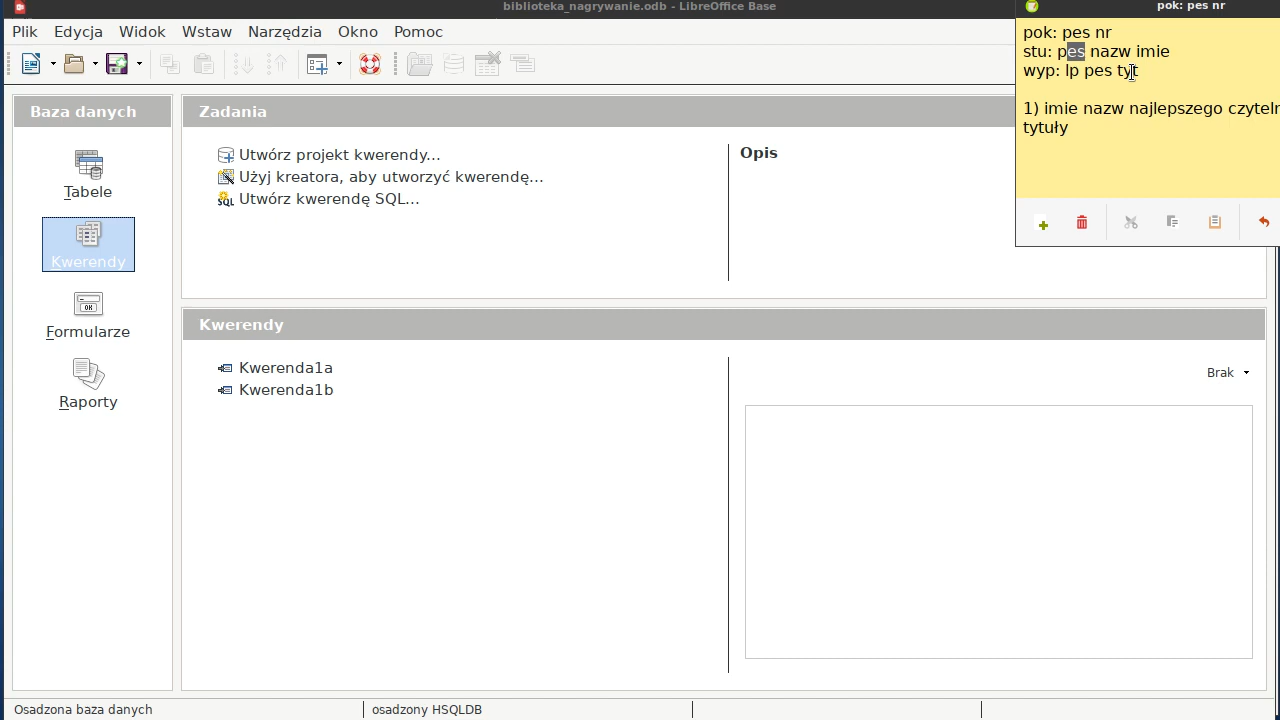 biblioteka_nagrywanie.odb - LibreOffice Base
pok: pes nr
Plik Edycja Widok Wstaw Narzędzia Okno Pomoc
pok: pes nr
stu: pes nazw imie
wyp: lp pes tyt
1) imie nazw najlepszego czyteln
tytuły
Baza danych
Tabele
Kwerendy
Formularze
Raporty
Zadania
Utwórz projekt kwerendy...
Użyj kreatora, aby utworzyć kwerendę...
SQL Utwórz kwerendę SQL...
Opis
Kwerendy
Kwerenda1a
Kwerenda1b
Brak
Osadzona baza danych
osadzony HSQLDB